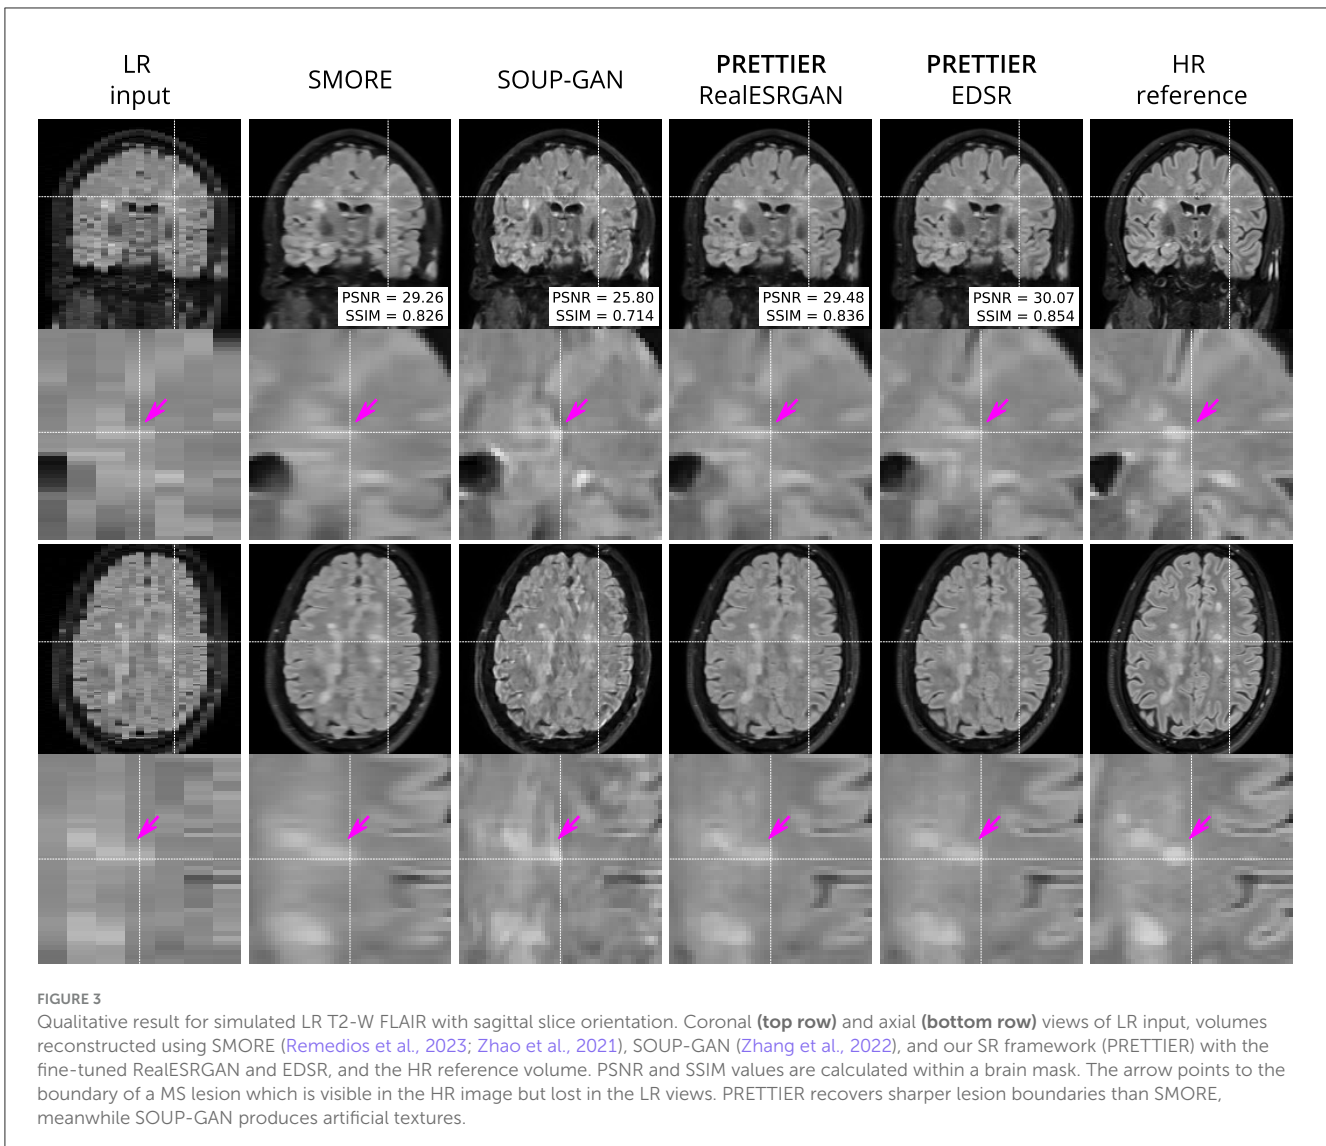 LR
input
SMORE
SOUP-GAN
PRETTIER
RealESRGAN
PRETTIER
EDSR
HR
reference
PSNR = 29.26
SSIM = 0.826
PSNR = 25.80
SSIM = 0.714
PSNR = 29.48
SSIM = 0.836
PSNR = 30.07
SSIM = 0.854
FIGURE 3
Qualitative result for simulated LR T2-W FLAIR with sagittal slice orientation. Coronal (top row) and axial (bottom row) views of LR input, volumes
reconstructed using SMORE (Remedios et al., 2023; Zhao et al., 2021), SOUP-GAN (Zhang et al., 2022), and our SR framework (PRETTIER) with the
fine-tuned RealESRGAN and EDSR, and the HR reference volume. PSNR and SSIM values are calculated within a brain mask. The arrow points to the
boundary of a MS lesion which is visible in the HR image but lost in the LR views. PRETTIER recovers sharper lesion boundaries than SMORE,
meanwhile SOUP-GAN produces artificial textures.